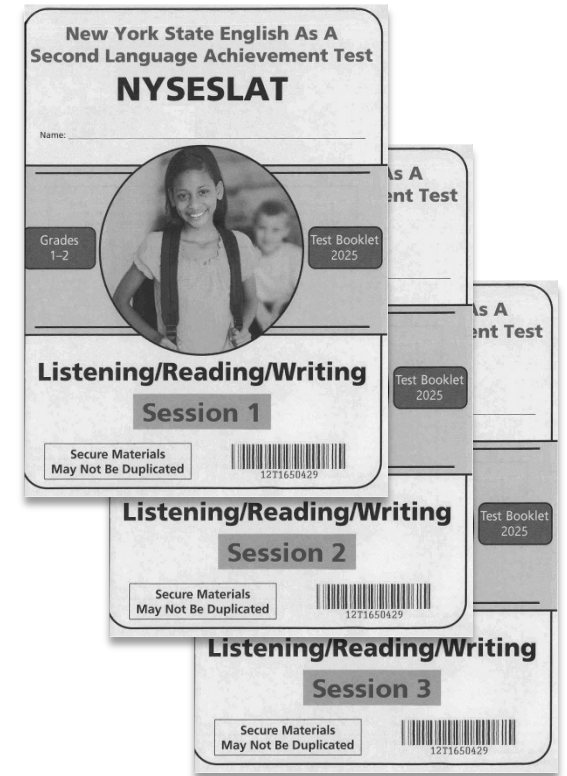 New York State English As A
Second Language Achievement Test
NYSESLAT
Name:
Grades
1–2
Test Booklet
2025
Listening/Reading/Writing
Session 1
Secure Materials
May Not Be Duplicated
12T1650429
As A
ent Test
Test Booklet
2025
Listening/Reading/Writing
Session 2
Secure Materials
May Not Be Duplicated
12T1650429
As A
ent Test
Test Booklet
2025
Listening/Reading/Writing
Session 3
Secure Materials
May Not Be Duplicated
12T1650429